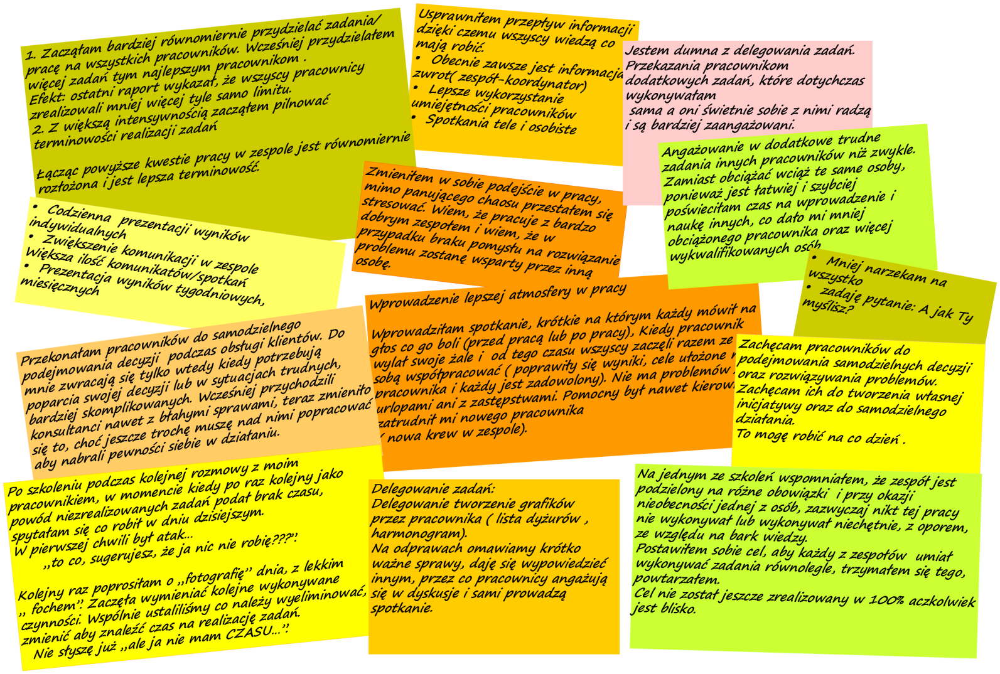 1. Zacząłam bardziej równomiernie przydzielać zadania/
pracę na wszystkich pracowników. Wcześniej przydzielałem
więcej zadań tym najlepszym pracownikom .
Efekt: ostatni raport wykazał, że wszyscy pracownicy
zrealizowali mniej więcej tyle samo limitu.
2. Z większą intensywnością zacząłem pilnować
terminowości realizacji zadań
Łącząc powyższe kwestie pracy w zespole jest równomiernie
rozłożona i jest lepsza terminowość.
Usprawniłem przepływ informacji
dzięki czemu wszyscy wiedzą co
mają robić.
• Obecnie zawsze jest informacja
zwrot( zespół-koordynator)
• Lepsze wykorzystanie
umiejętności pracowników
• Spotkania tele i osobiste
Jestem dumna z delegowania zadań.
Przekazania pracownikom
dodatkowych zadań, które dotychczas
wykonywałam
sama a oni świetnie sobie z nimi radzą
i są bardziej zaangażowani.
Angażowanie w dodatkowe trudne
zadania innych pracowników niż zwykle.
Zamiast obciążać wciąż te same osoby,
ponieważ jest łatwiej i szybciej
poświeciłam czas na wprowadzenie i
naukę innych, co dało mi mniej
obciążonego pracownika oraz więcej
wykwalifikowanych osób
Zmieniłem w sobie podejście w pracy,
mimo panującego chaosu przestałem się
stresować. Wiem, że pracuje z bardzo
dobrym zespołem i wiem, że w
przypadku braku pomysłu na rozwiązanie
problemu zostanę wsparty przez inną
osobę.
• Codzienna prezentacji wyników
indywidualnych
• Zwiększenie komunikacji w zespole
Większa ilość komunikatów/spotkań
• Prezentacja wyników tygodniowych,
miesięcznych
• Mniej narzekam na
wszystko
• zadaję pytanie: A jak Ty
myślisz?
Wprowadzenie lepszej atmosfery w pracy
Wprowadziłam spotkanie, krótkie na którym każdy mówił na
głos co go boli (przed pracą lub po pracy), Kiedy pracownik
wylał swoje żale i od tego czasu wszyscy zaczęli razem ze
sobą współpracować ( poprawiły się wyniki, cele ułożone
pracownika i każdy jest zadowolony). Nie ma problemów
urlopami ani z zastępstwami. Pomocny był nawet
zatrudnił mi nowego pracownika
( nowa krew w zespole).
Przekonałam pracowników do samodzielnego
podejmowania decyzji podczas obsługi klientów. Do
mnie zwracają się tylko wtedy kiedy potrzebują
poparcia swojej decyzji lub w sytuacjach trudnych,
bardziej skomplikowanych. Wcześniej przychodzili
konsultanci nawet z błahymi sprawami, teraz zmieniło
się to, choć jeszcze trochę muszę nad nimi popracować
aby nabrali pewności siebie w działaniu.
Zachęcam pracowników do
podejmowania samodzielnych decyzji
oraz rozwiązywania problemów.
Zachęcam ich do tworzenia własnej
inicjatywy oraz do samodzielnego
działania.
To mogę robić na co dzień .
Po szkoleniu podczas kolejnej rozmowy z moim
pracownikiem, w momencie kiedy po raz kolejny jako
powód niezrealizowanych zadań podał brak czasu,
spytałam się co robił w dniu dzisiejszym.
W pierwszej chwili był atak...
„to co, sugerujesz, że ja nic nie robię???”.
Kolejny raz poprosiłam o „fotografię” dnia, z lekkim
„ fochem”. Zaczęła wymieniać kolejne wykonywane
czynności. Wspólnie ustaliliśmy co należy wyeliminować,
zmienić aby znaleźć czas na realizację zadań.
Nie słyszę już „ale ja nie mam CZASU...”.
Delegowanie zadań:
Delegowanie tworzenie grafików
przez pracownika ( lista dyżurów ,
harmonogram).
Na odprawach omawiamy krótko
ważne sprawy, daję się wypowiedzieć
innym, przez co pracownicy angażują
się w dyskusje i sami prowadzą
spotkanie.
Na jednym ze szkoleń wspomniałem, że zespół jest
podzielony na różne obowiązki i przy okazji
nieobecności jednej z osób, zazwyczaj nikt tej pracy
nie wykonywał lub wykonywał niechętnie, z oporem,
ze względu na bark wiedzy.
Postawiłem sobie cel, aby każdy z zespołów umiał
wykonywać zadania równolegle, trzymałem się tego,
powtarzałem.
Cel nie został jeszcze zrealizowany w 100% aczkolwiek
jest blisko.